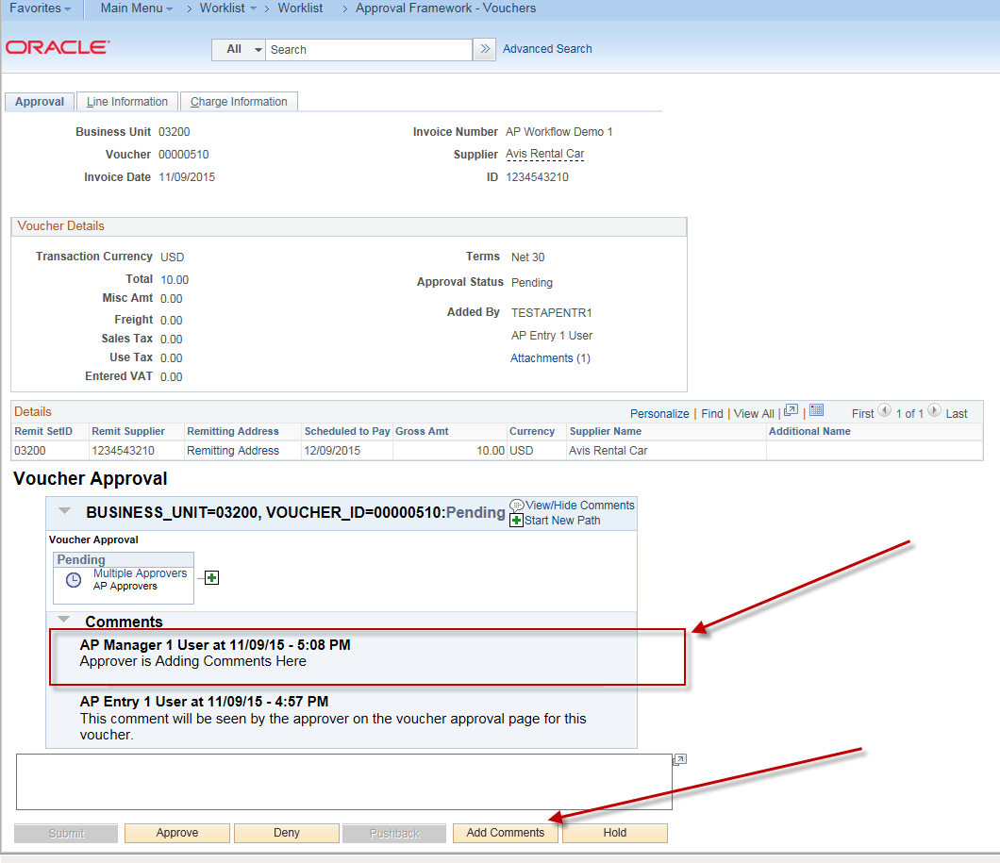 Favorites Main Menu > Worklist > Worklist > Approval Framework - Vouchers
ORACLE
All Search Advanced Search
Approval Line Information Charge Information
Business Unit 03200 Invoice Number AP Workflow Demo 1
Voucher 00000510 Supplier Avis Rental Car
Invoice Date 11/09/2015 ID 1234543210
Voucher Details
Transaction Currency USD Terms Net 30
Total 10.00 Approval Status Pending
Misc Amt 0.00
Freight 0.00 Added By TESTAPENTR1
Sales Tax 0.00 AP Entry 1 User
Use Tax 0.00 Attachments (1)
Entered VAT 0.00
Details Personalize | Find | View All | | First 1 of 1 Last
Remit SetID Remit Supplier Remitting Address Scheduled to Pay Gross Amt Currency Supplier Name Additional Name
03200 1234543210 Remitting Address 12/09/2015 10.00 USD Avis Rental Car
Voucher Approval
BUSINESS_UNIT=03200, VOUCHER_ID=00000510:Pending View/Hide Comments
Start New Path
Voucher Approval
Pending
Multiple Approvers
AP Approvers
Comments
AP Manager 1 User at 11/09/15 - 5:08 PM
Approver is Adding Comments Here
AP Entry 1 User at 11/09/15 - 4:57 PM
This comment will be seen by the approver on the voucher approval page for this
voucher.
Submit Approve Deny Pushback Add Comments Hold